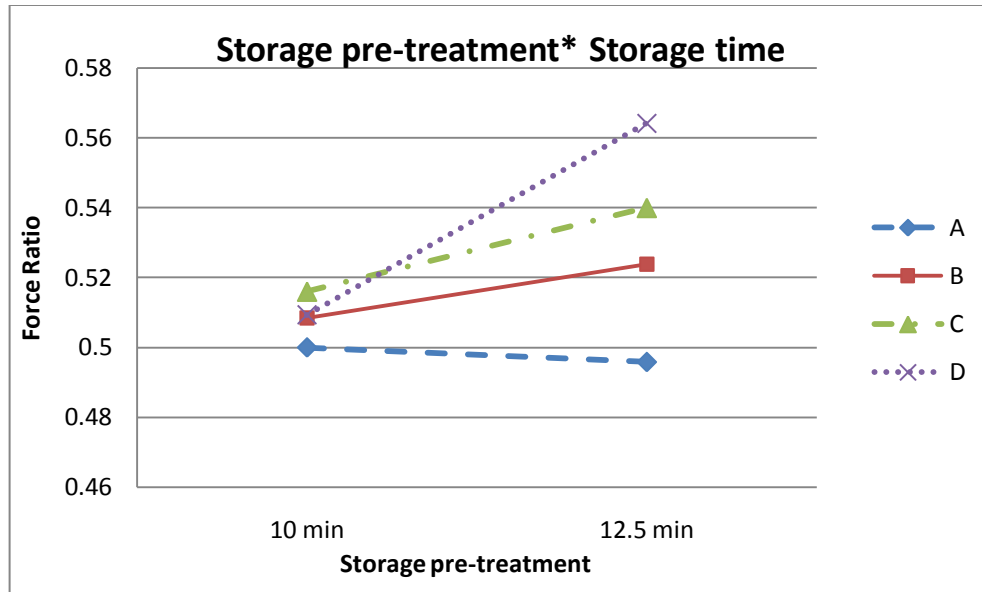 Storage pre-treatment* Storage time
0.58
0.56
0.54
0.52
0.5
0.48
0.46
Force Ratio
10 min
12.5 min
Storage pre-treatment
A
B
C
D